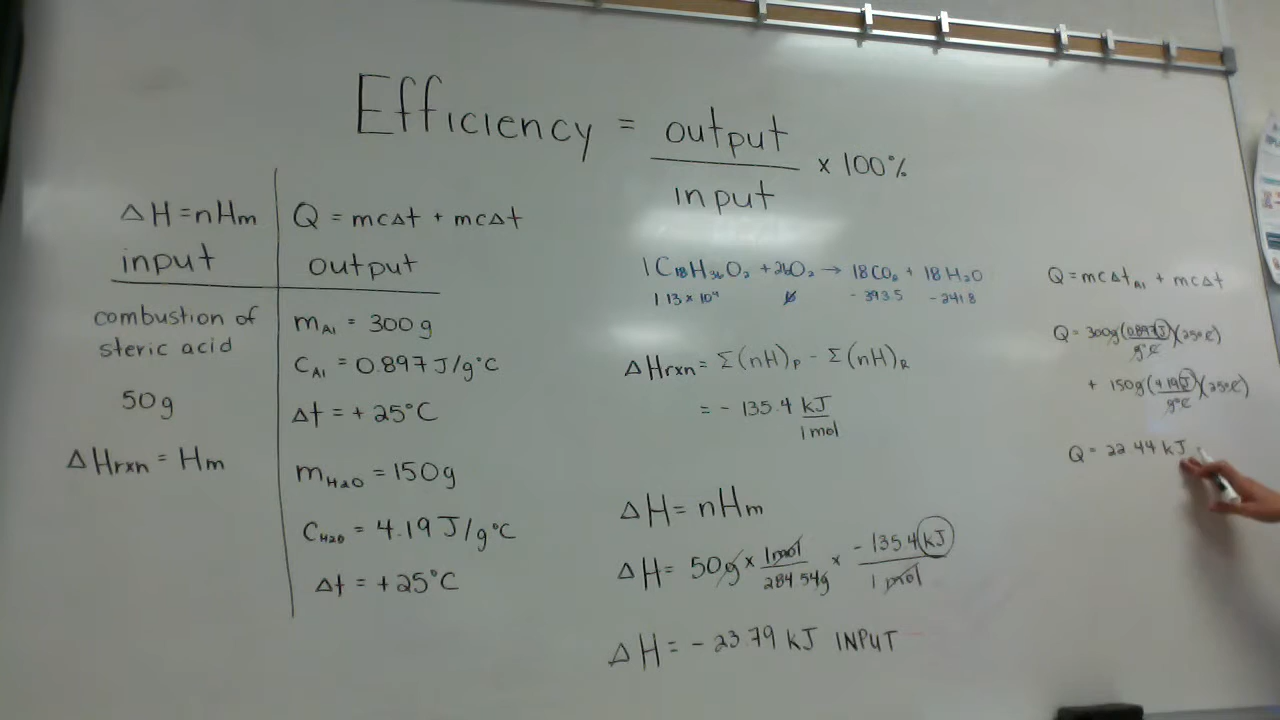 Efficiency = output / input × 100%
ΔH = nHm
input
combustion of
steric acid
50g
ΔHrxn = Hm
Q = mcΔt + mcΔt
output
mAl = 300g
CAl = 0.897 J/g°C
Δt = +25°C
mH2O = 150g
CH2O = 4.19 J/g°C
Δt = +25°C
1C18H36O2 + 26O2 → 18CO2 + 18H2O
1.13×10⁴ -393.5 -241.8
ΔHrxn = Σ(nH)P - Σ(nH)R
= -135.4 kJ / 1mol
ΔH = nHm
ΔH = 50g × 1mol / 284.54g × -135.4 kJ / 1mol
ΔH = -23.79 kJ INPUT
Q = mcΔtAl + mcΔt
Q = 300g(0.897J / g°C)(25°C)
+ 150g(4.19J / g°C)(25°C)
Q = 22.44 kJ